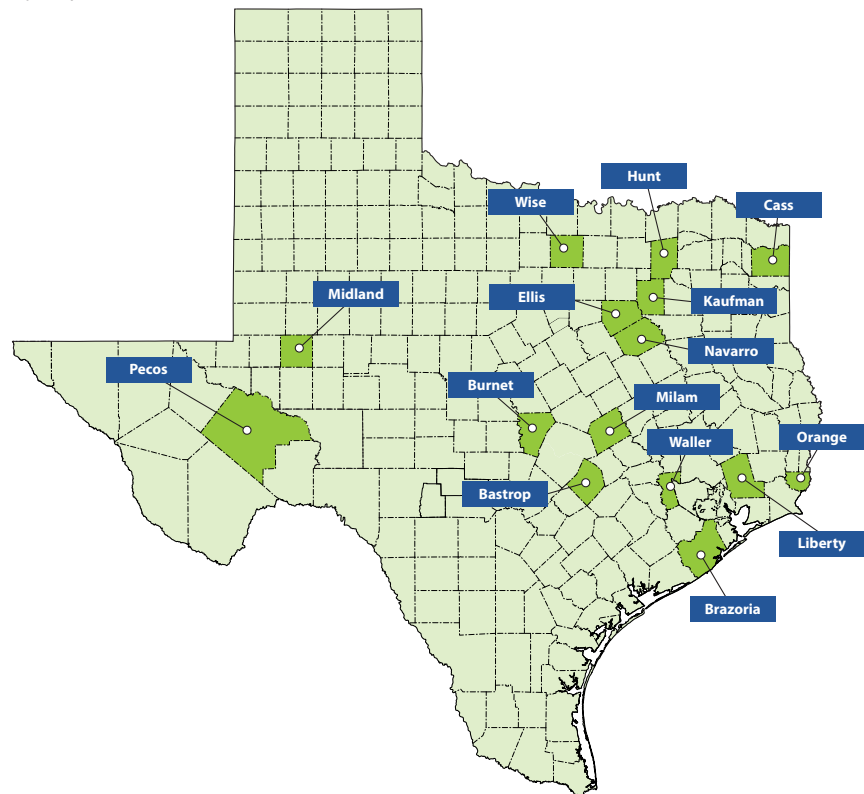 Hunt
Wise
Cass
Midland
Ellis
Kaufman
Navarro
Pecos
Burnet
Milam
Waller
Orange
Bastrop
Liberty
Brazoria